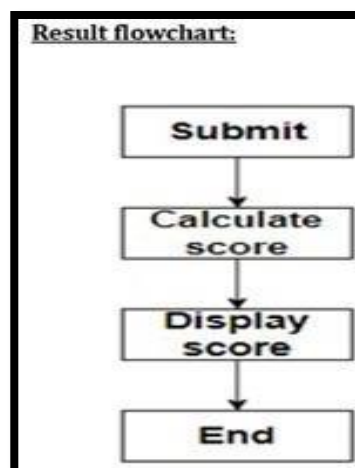 Result flowchart:
Submit
Calculate
score
Display
score
End